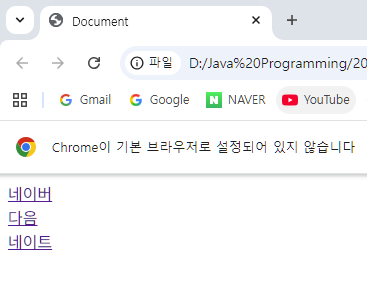 Document
파일 D:/Java%20Programming/20
Gmail Google NAVER YouTube
Chrome이 기본 브라우저로 설정되어 있지 않습니다
네이버
다음
네이트